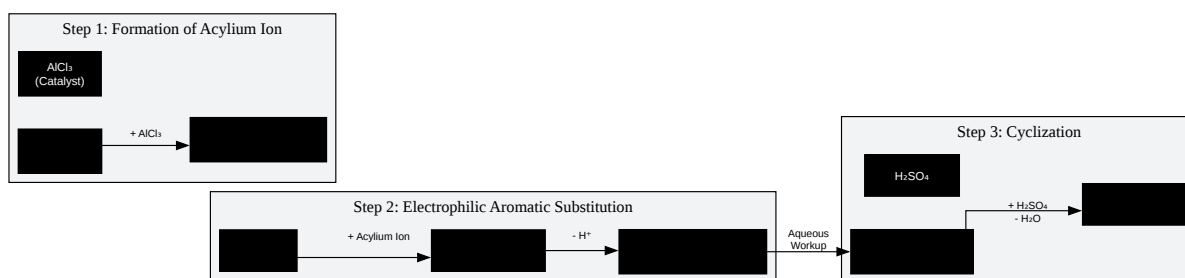 Step 1: Formation of Acylium Ion
AlCl₃
(Catalyst)
+ AlCl₃
Step 2: Electrophilic Aromatic Substitution
+ Acylium Ion
- H⁺
Aqueous
Workup
Step 3: Cyclization
H₂SO₄
+ H₂SO₄
- H₂O